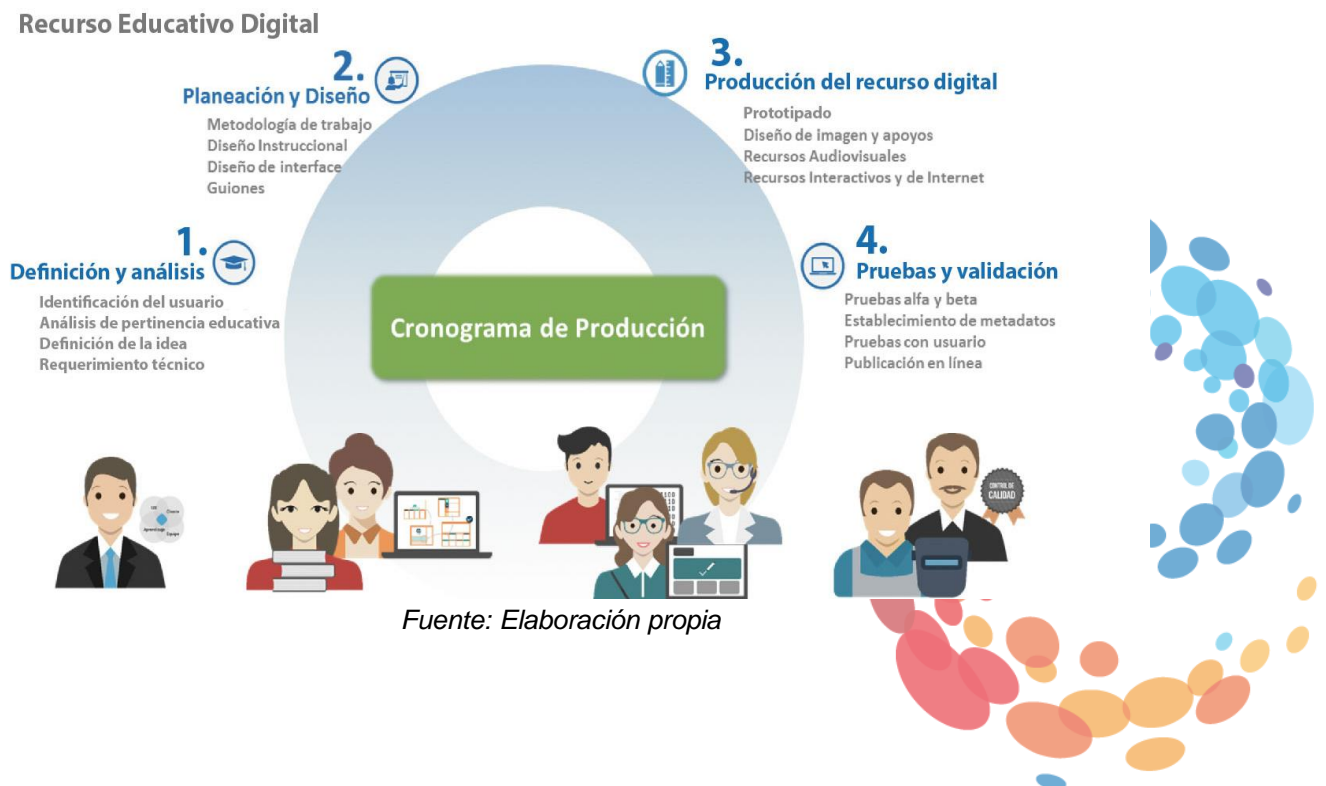 Recurso Educativo Digital
1.
Definición y análisis
Identificación del usuario
Análisis de pertinencia educativa
Definición de la idea
Requerimiento técnico
2.
Planeación y Diseño
Metodología de trabajo
Diseño Instruccional
Diseño de interface
Guiones
3.
Producción del recurso digital
Prototipado
Diseño de imagen y apoyos
Recursos Audiovisuales
Recursos Interactivos y de Internet
4.
Pruebas y validación
Pruebas alfa y beta
Establecimiento de metadatos
Pruebas con usuario
Publicación en línea
Cronograma de Producción
Aprendizaje
Equipo
CONTROL DE
CALIDAD
Fuente: Elaboración propia